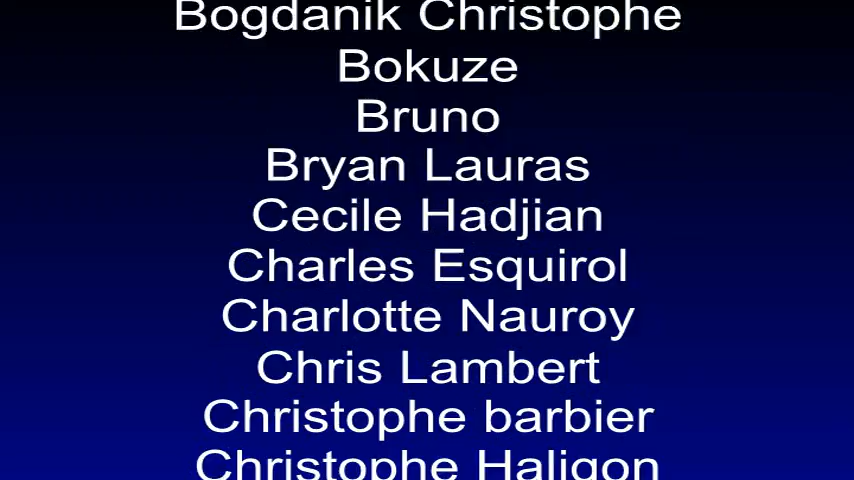 Bogdanik Christophe
Bokuze
Bruno
Bryan Lauras
Cecile Hadjian
Charles Esquirol
Charlotte Nauroy
Chris Lambert
Christophe barbier
Christophe Haligon